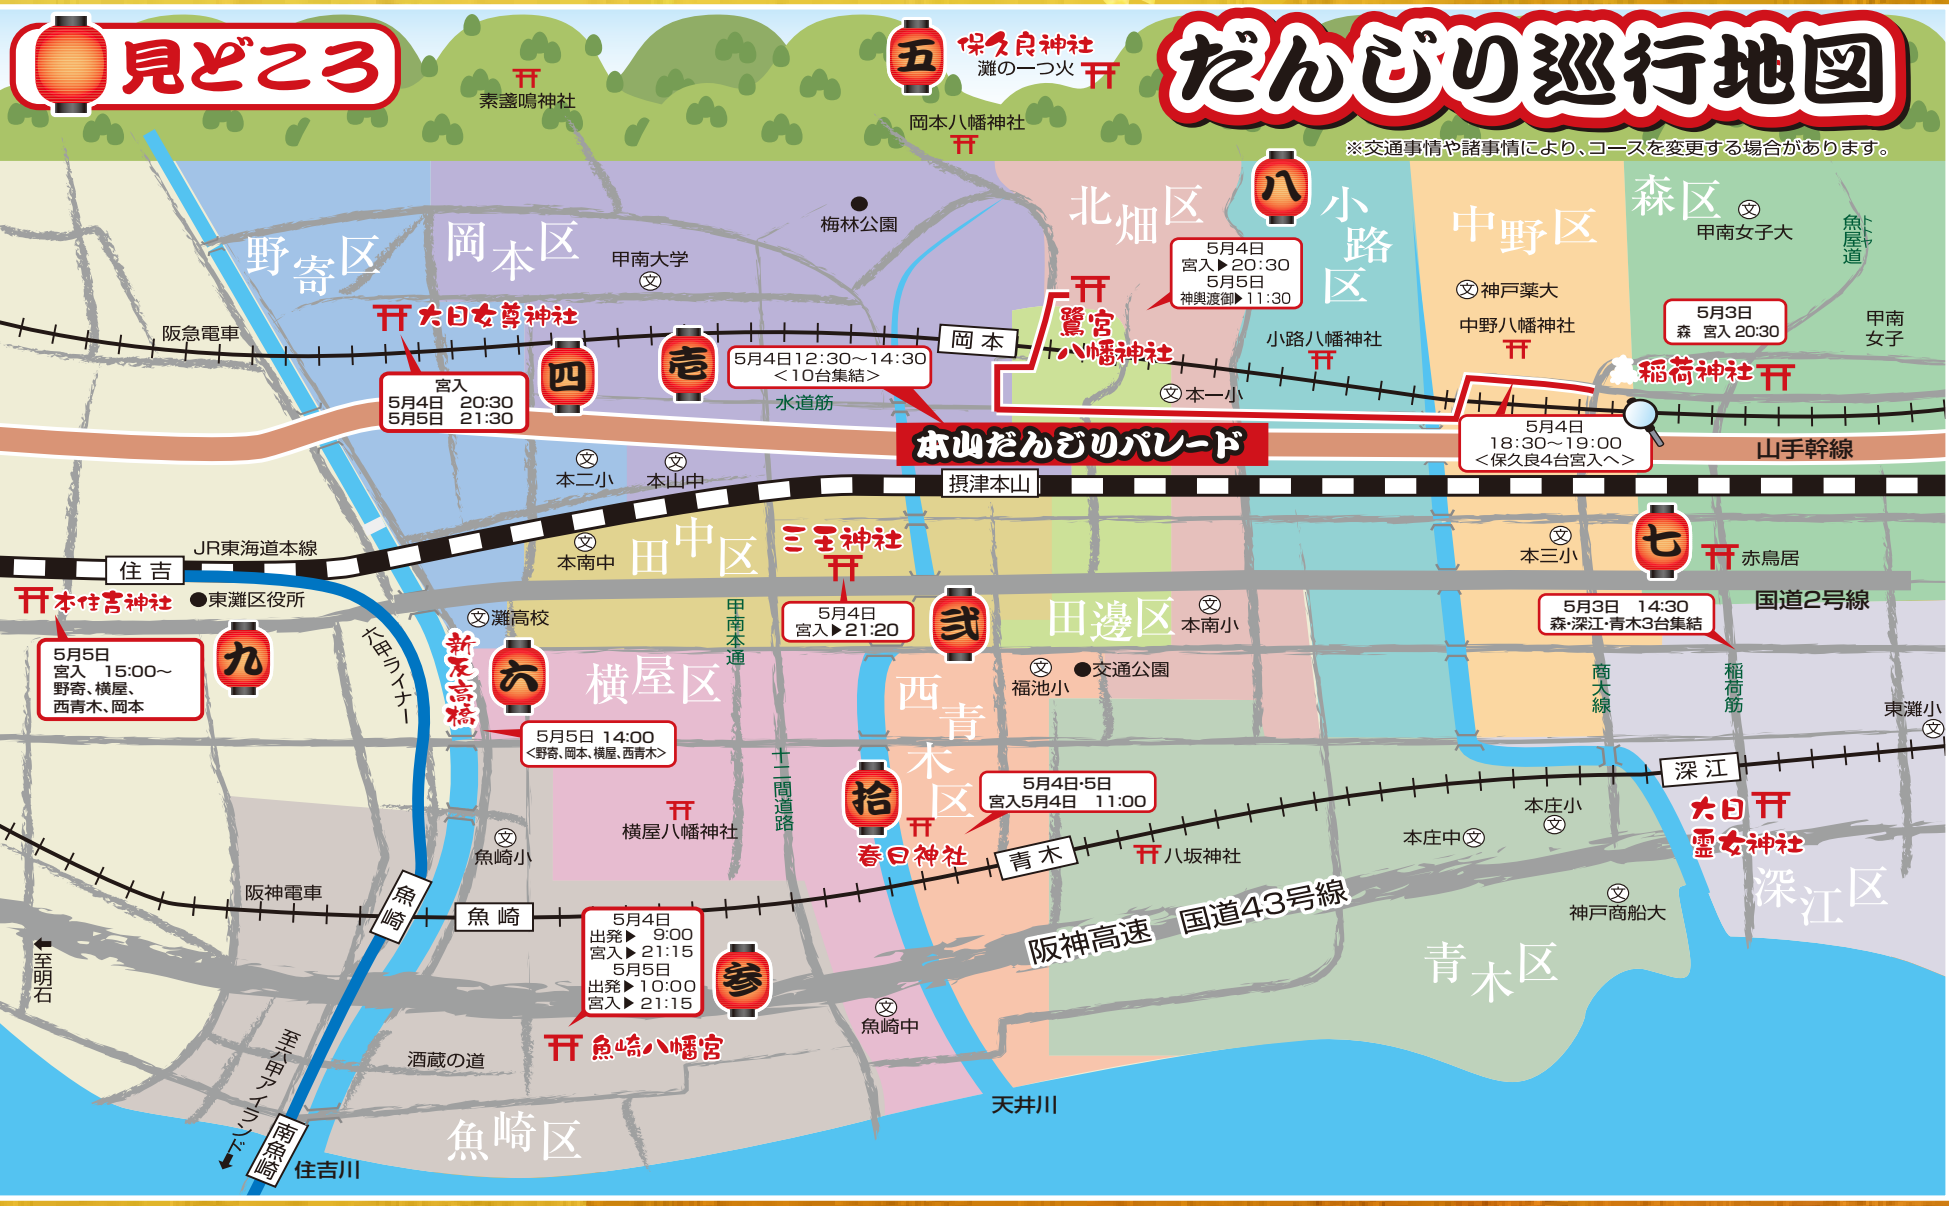 見どころ
だんじり巡行地図
※交通事情や諸事情により、コースを変更する場合があります。
五
保久良神社
灘の一つ火
素盞鳴神社
岡本八幡神社
野寄区
岡本区
甲南大学
文
梅林公園
北畑区
八
小路区
中野区
森区
文
甲南女子大
魚屋道
トトヤ
5月4日
宮入▶20:30
5月5日
神輿渡御▶11:30
文神戸薬大
中野八幡神社
小路八幡神社
5月3日
森 宮入 20:30
甲南
女子
稲荷神社
阪急電車
大日女尊神社
四
宮入
5月4日 20:30
5月5日 21:30
壱
5月4日12:30〜14:30
<10台集結>
水道筋
岡本
鷺宮
八幡神社
文本一小
5月4日
18:30〜19:00
<保久良4台宮入へ>
山手幹線
本山だんじりパレード
文
本二小
文
本山中
摂津本山
JR東海道本線
住吉
本住吉神社
●東灘区役所
文
本南中
田中区
三王神社
5月4日
宮入▶21:20
弐
田邊区
文
本南小
文
本三小
七
赤鳥居
国道2号線
5月3日 14:30
森・深江・青木3台集結
九
5月5日
宮入 15:00〜
野寄、横屋、
西青木、岡本
六甲ライナー
文灘高校
新反高橋
六
5月5日 14:00
<野寄、岡本、横屋、西青木>
横屋区
甲南本通
十二間道路
西青木区
文
福池小
●交通公園
商大線
稲荷筋
東灘小
文
拾
春日神社
5月4日・5日
宮入5月4日 11:00
横屋八幡神社
文
魚崎小
阪神電車
魚崎
魚崎
青木
八坂神社
深江
大日
霊女神社
本庄小
文
本庄中文
深江区
文
神戸商船大
阪神高速 国道43号線
青木区
至明石
5月4日
出発▶ 9:00
宮入▶21:15
5月5日
出発▶10:00
宮入▶21:15
参
魚崎八幡宮
文
魚崎中
酒蔵の道
至六甲アイランド
南魚崎
住吉川
魚崎区
天井川